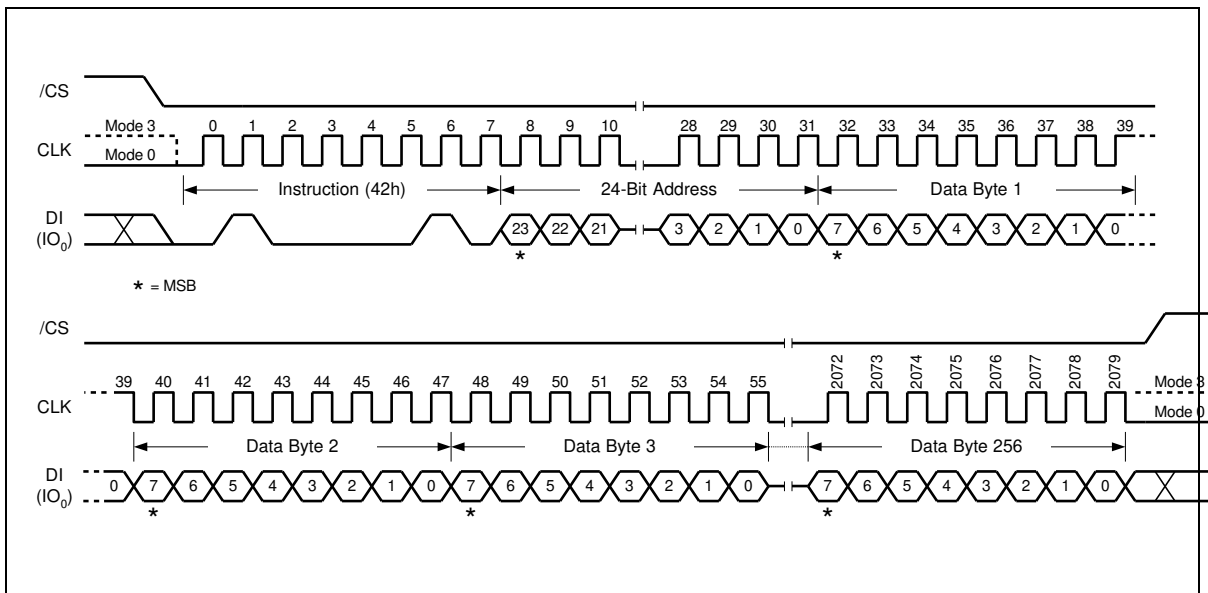 /CS
Mode 3 0 1 2 3 4 5 6 7 8 9 10 28 29 30 31 32 33 34 35 36 37 38 39
CLK Mode 0
Instruction (42h) 24-Bit Address Data Byte 1
DI
(IO0) 23 22 21 3 2 1 0 7 6 5 4 3 2 1 0
* *
* = MSB
/CS
39 40 41 42 43 44 45 46 47 48 49 50 51 52 53 54 55 2072 2073 2074 2075 2076 2077 2078 2079 Mode 3
CLK Mode 0
Data Byte 2 Data Byte 3 Data Byte 256
DI
(IO0) 0 7 6 5 4 3 2 1 0 7 6 5 4 3 2 1 0 7 6 5 4 3 2 1 0
* * *